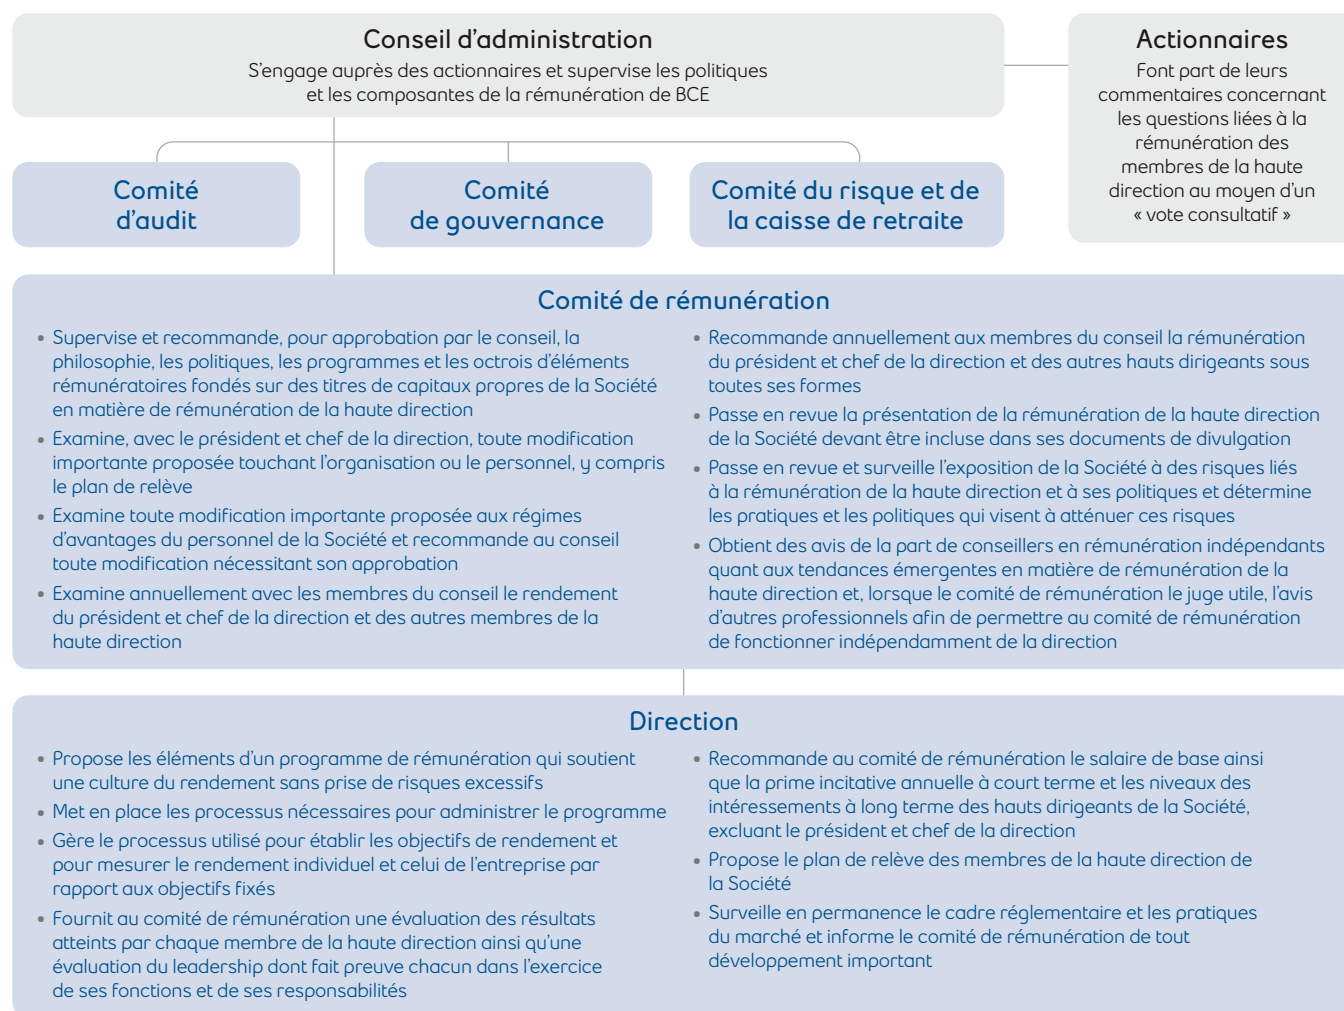 Conseil d'administration
S'engage auprès des actionnaires et supervise les politiques
et les composantes de la rémunération de BCE
Actionnaires
Font part de leurs
commentaires concernant
les questions liées à la
rémunération des
membres de la haute
direction au moyen d'un
« vote consultatif »
Comité
d'audit
Comité
de gouvernance
Comité du risque et de
la caisse de retraite
Comité de rémunération
• Supervise et recommande, pour approbation par le conseil, la
philosophie, les politiques, les programmes et les octrois d'éléments
rémunératoires fondés sur des titres de capitaux propres de la Société
en matière de rémunération de la haute direction
• Examine, avec le président et chef de la direction, toute modification
importante proposée touchant l'organisation ou le personnel, y compris
le plan de relève
• Examine toute modification importante proposée aux régimes
d'avantages du personnel de la Société et recommande au conseil
toute modification nécessitant son approbation
• Examine annuellement avec les membres du conseil le rendement
du président et chef de la direction et des autres membres de la
haute direction
• Recommande annuellement aux membres du conseil la rémunération
du président et chef de la direction et des autres hauts dirigeants sous
toutes ses formes
• Passe en revue la présentation de la rémunération de la haute direction
de la Société devant être incluse dans ses documents de divulgation
• Passe en revue et surveille l'exposition de la Société à des risques liés
à la rémunération de la haute direction et à ses politiques et détermine
les pratiques et les politiques qui visent à atténuer ces risques
• Obtient des avis de la part de conseillers en rémunération indépendants
quant aux tendances émergentes en matière de rémunération de la
haute direction et, lorsque le comité de rémunération le juge utile, l'avis
d'autres professionnels afin de permettre au comité de rémunération
de fonctionner indépendamment de la direction
Direction
• Propose les éléments d'un programme de rémunération qui soutient
une culture du rendement sans prise de risques excessifs
• Met en place les processus nécessaires pour administrer le programme
• Gère le processus utilisé pour établir les objectifs de rendement et
pour mesurer le rendement individuel et celui de l'entreprise par
rapport aux objectifs fixés
• Fournit au comité de rémunération une évaluation des résultats
atteints par chaque membre de la haute direction ainsi qu'une
évaluation du leadership dont fait preuve chacun dans l'exercice
de ses fonctions et de ses responsabilités
• Recommande au comité de rémunération le salaire de base ainsi
que la prime incitative annuelle à court terme et les niveaux des
intéressements à long terme des hauts dirigeants de la Société,
excluant le président et chef de la direction
• Propose le plan de relève des membres de la haute direction de
la Société
• Surveille en permanence le cadre réglementaire et les pratiques
du marché et informe le comité de rémunération de tout
développement important